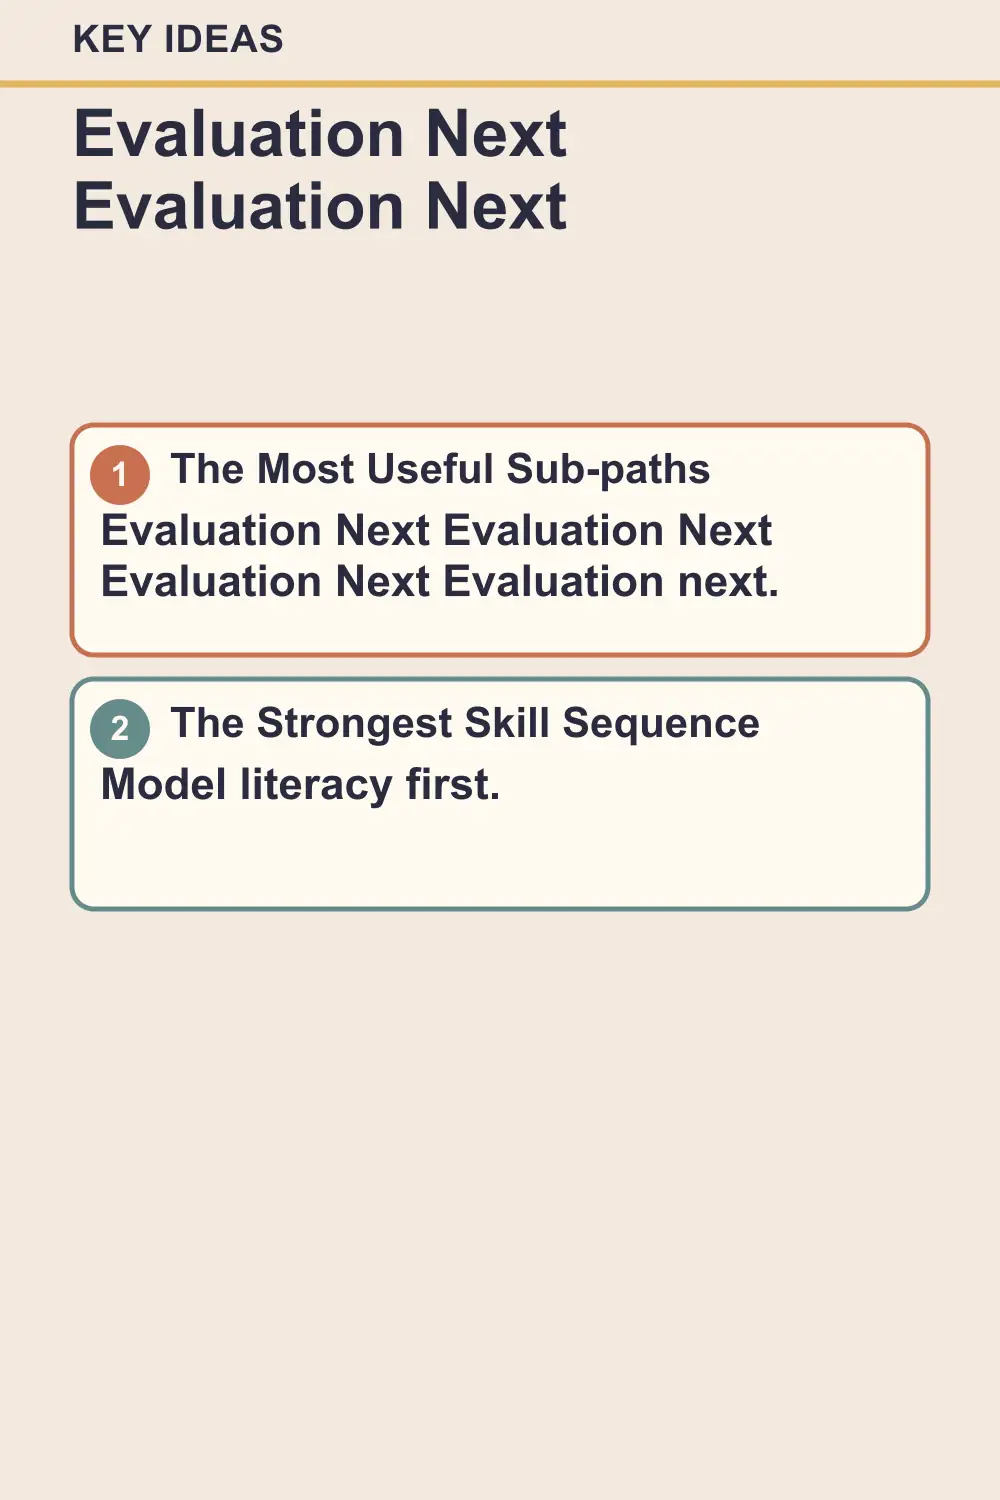 KEY IDEAS
Evaluation Next
Evaluation Next
1 The Most Useful Sub-paths
Evaluation Next Evaluation Next
Evaluation Next Evaluation next.
2 The Strongest Skill Sequence
Model literacy first.